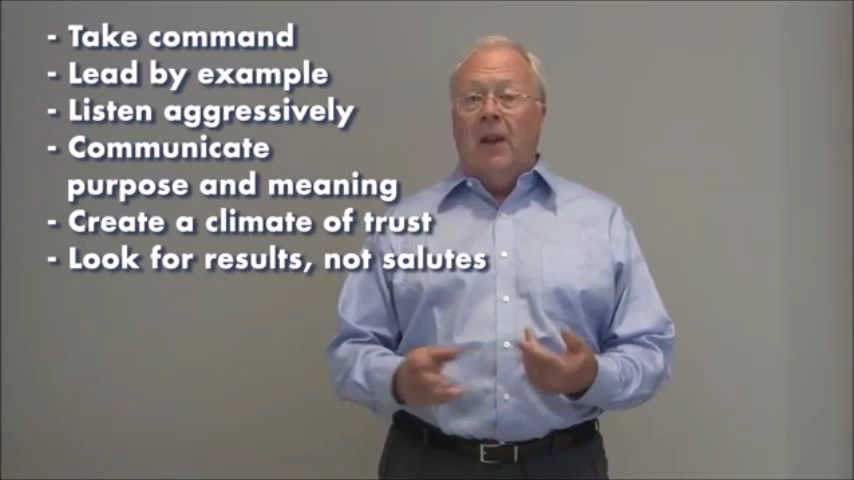 - Take command
- Lead by example
- Listen aggressively
- Communicate
purpose and meaning
- Create a climate of trust
- Look for results, not salutes